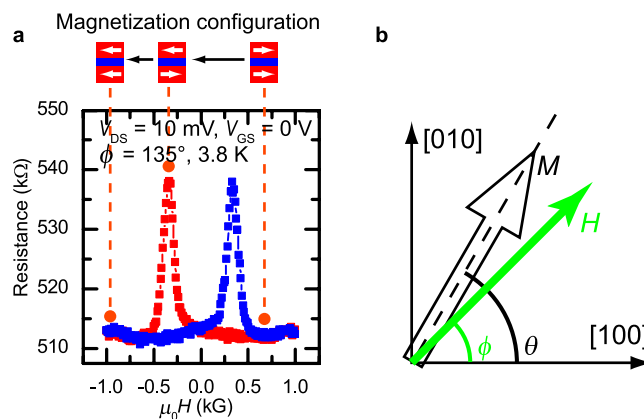 Magnetization configuration
a
b
550
540
530
520
510
Resistance (kΩ)
V_DS = 10 mV, V_GS = 0 V
ϕ = 135°, 3.8 K
-1.0 -0.5 0.0 0.5 1.0
μ₀H (kG)
[010]
M
H
ϕ
θ
[100]